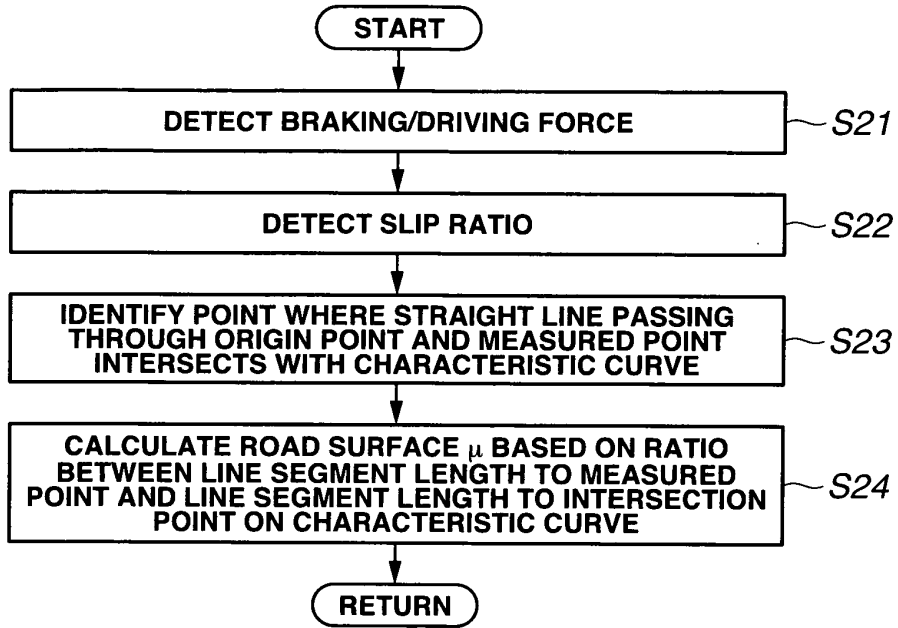 START
DETECT BRAKING/DRIVING FORCE
S21
DETECT SLIP RATIO
S22
IDENTIFY POINT WHERE STRAIGHT LINE PASSING
THROUGH ORIGIN POINT AND MEASURED POINT
INTERSECTS WITH CHARACTERISTIC CURVE
S23
CALCULATE ROAD SURFACE μ BASED ON RATIO
BETWEEN LINE SEGMENT LENGTH TO MEASURED
POINT AND LINE SEGMENT LENGTH TO INTERSECTION
POINT ON CHARACTERISTIC CURVE
S24
RETURN